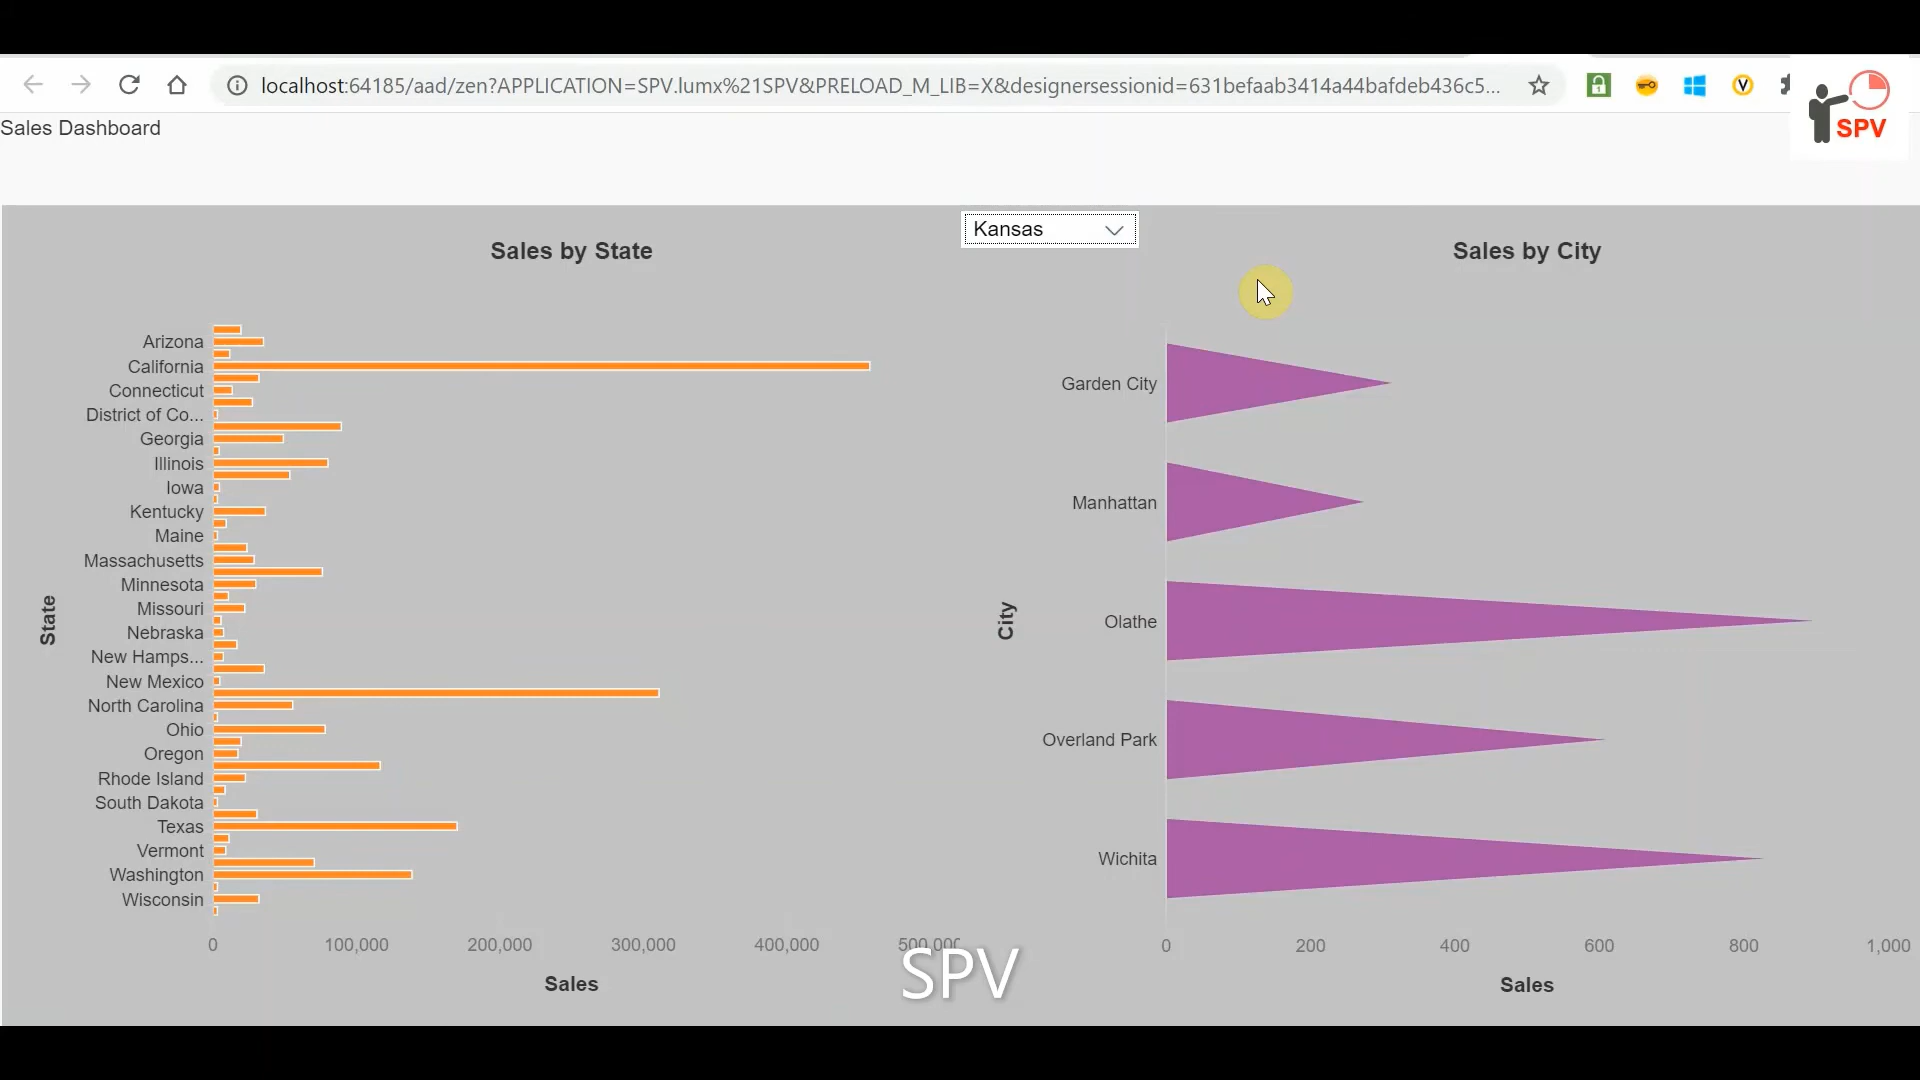 localhost:64185/aad/zen?APPLICATION=SPV.lumx%21SPV&PRELOAD_M_LIB=X&designersessionid=631befaab3414a44bafdeb436c5...
SPV
Sales Dashboard
Kansas
Sales by State
State
Arizona
California
Connecticut
District of Co...
Georgia
Illinois
Iowa
Kentucky
Maine
Massachusetts
Minnesota
Missouri
Nebraska
New Hamps...
New Mexico
North Carolina
Ohio
Oregon
Rhode Island
South Dakota
Texas
Vermont
Washington
Wisconsin
0 100,000 200,000 300,000 400,000 500,000
Sales
Sales by City
City
Garden City
Manhattan
Olathe
Overland Park
Wichita
0 200 400 600 800 1,000
Sales
SPV